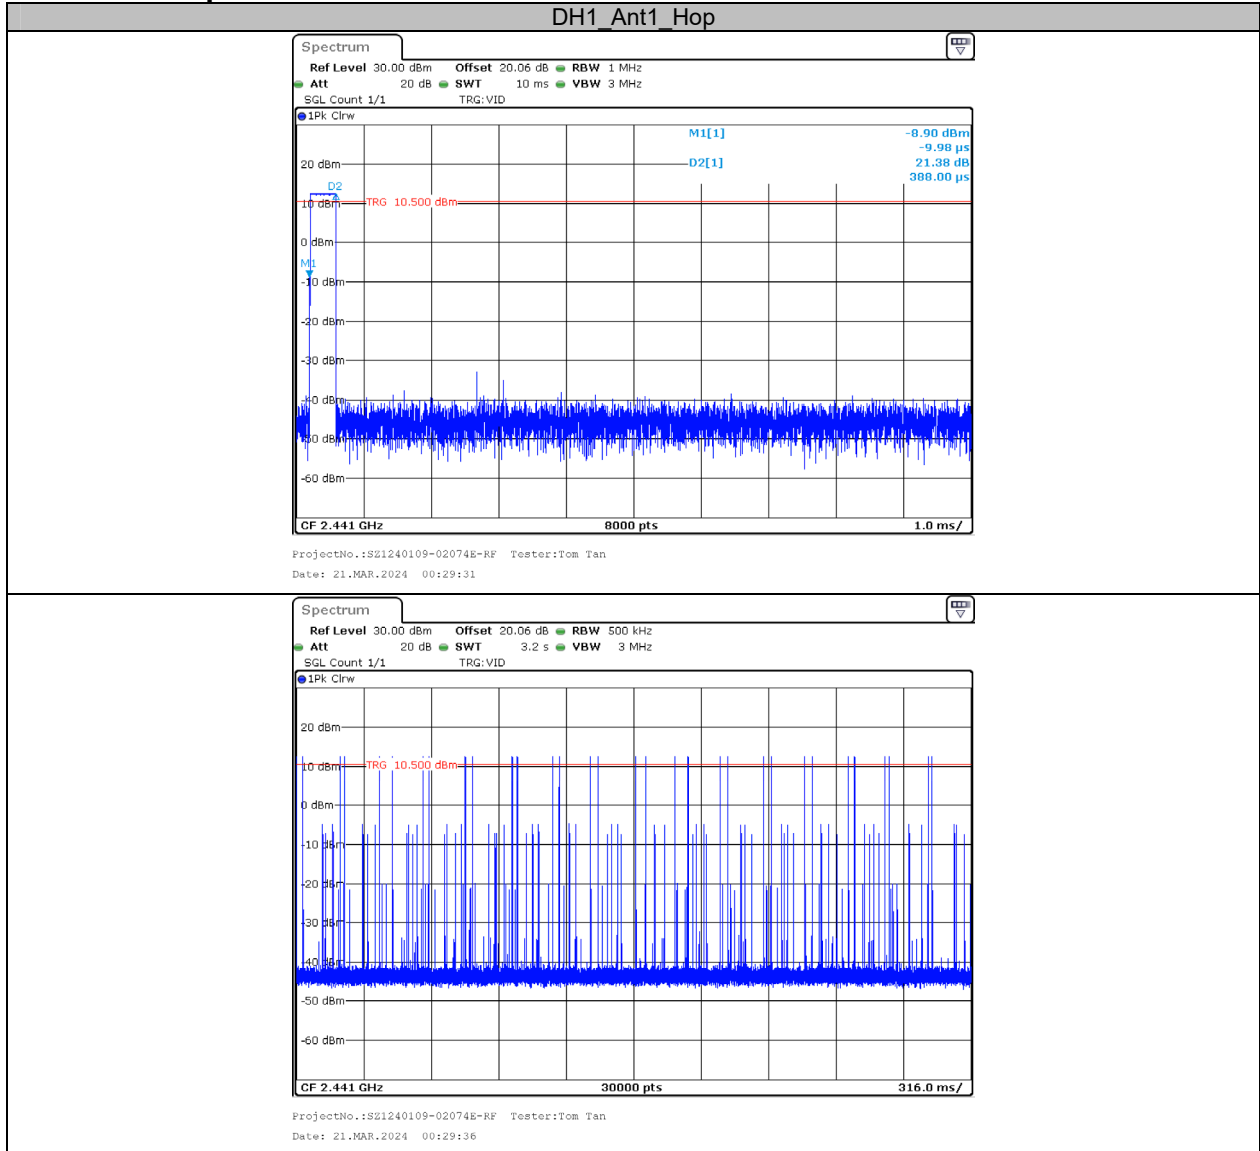 DH1_Ant1_Hop
Spectrum
Ref Level 30.00 dBm Offset 20.06 dB RBW 1 MHz
Att 20 dB SWT 10 ms VBW 3 MHz
SGL Count 1/1 TRG:VID
1Pk Clrw
M1[1] -8.90 dBm
-9.98 µs
20 dBm D2[1] 21.38 dB
388.00 µs
D2
10 dBm TRG 10.500 dBm
0 dBm
M1
-10 dBm
-20 dBm
-30 dBm
-40 dBm
-50 dBm
-60 dBm
CF 2.441 GHz 8000 pts 1.0 ms/
ProjectNo.:SZ1240109-02074E-RF Tester:Tom Tan
Date: 21.MAR.2024 00:29:31
Spectrum
Ref Level 30.00 dBm Offset 20.06 dB RBW 500 kHz
Att 20 dB SWT 3.2 s VBW 3 MHz
SGL Count 1/1 TRG:VID
1Pk Clrw
20 dBm
10 dBm TRG 10.500 dBm
0 dBm
-10 dBm
-20 dBm
-30 dBm
-40 dBm
-50 dBm
-60 dBm
CF 2.441 GHz 30000 pts 316.0 ms/
ProjectNo.:SZ1240109-02074E-RF Tester:Tom Tan
Date: 21.MAR.2024 00:29:36